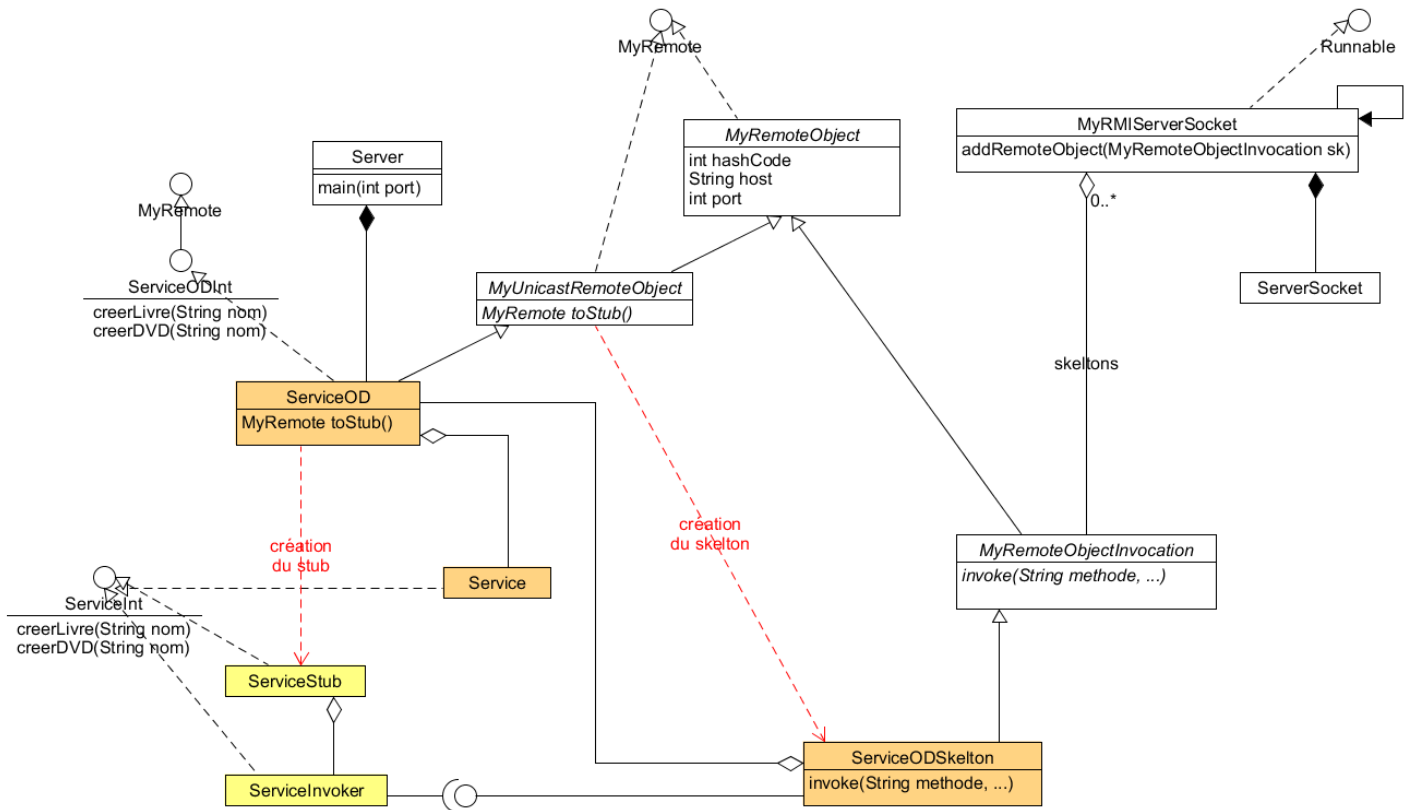 MyRemote
Runnable
MyRMIServerSocket
addRemoteObject(MyRemoteObjectInvocation sk)
0..*
MyRemoteObject
int hashCode
String host
int port
Server
main(int port)
MyRemote
ServiceODInt
creerLivre(String nom)
creerDVD(String nom)
MyUnicastRemoteObject
MyRemote toStub()
ServerSocket
skeltons
ServiceOD
MyRemote toStub()
création
du stub
création
du skelton
MyRemoteObjectInvocation
invoke(String methode, ...)
Service
ServiceInt
creerLivre(String nom)
creerDVD(String nom)
ServiceStub
ServiceInvoker
ServiceODSkelton
invoke(String methode, ...)